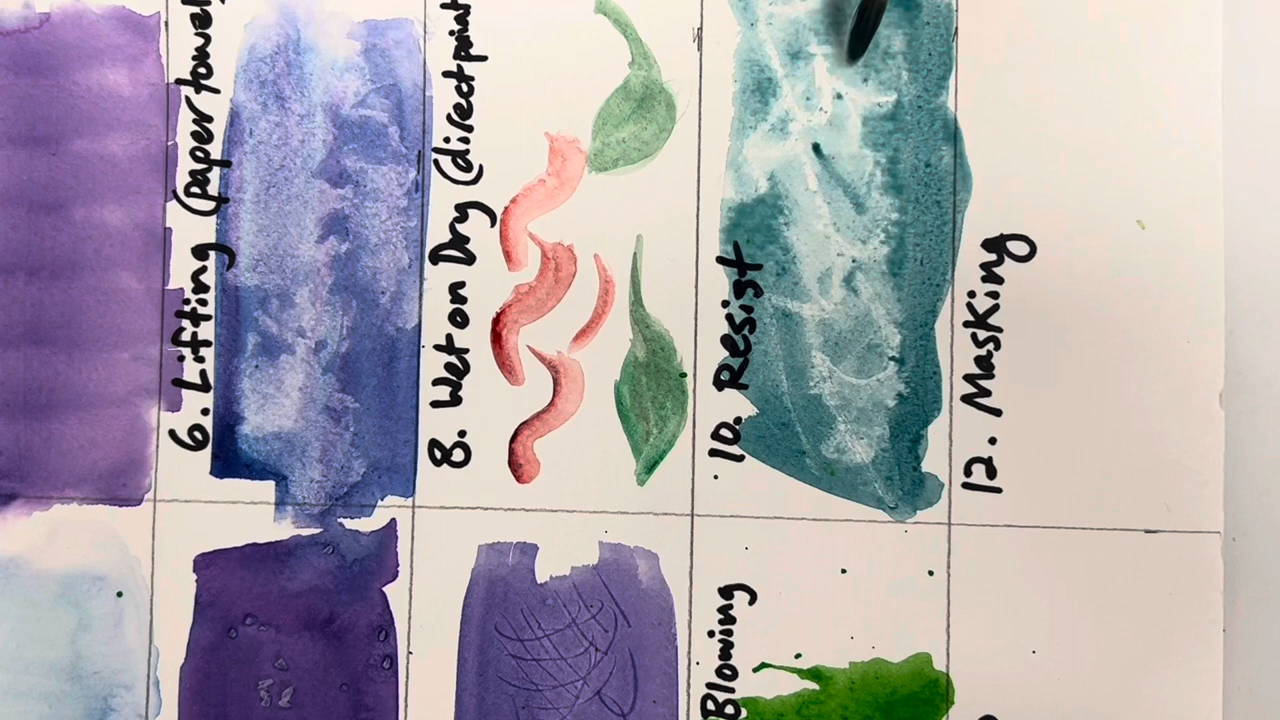 6. Lifting (paper towel
8. Wet on Dry (direct paint
10. Resist
12. Masking
Blowing